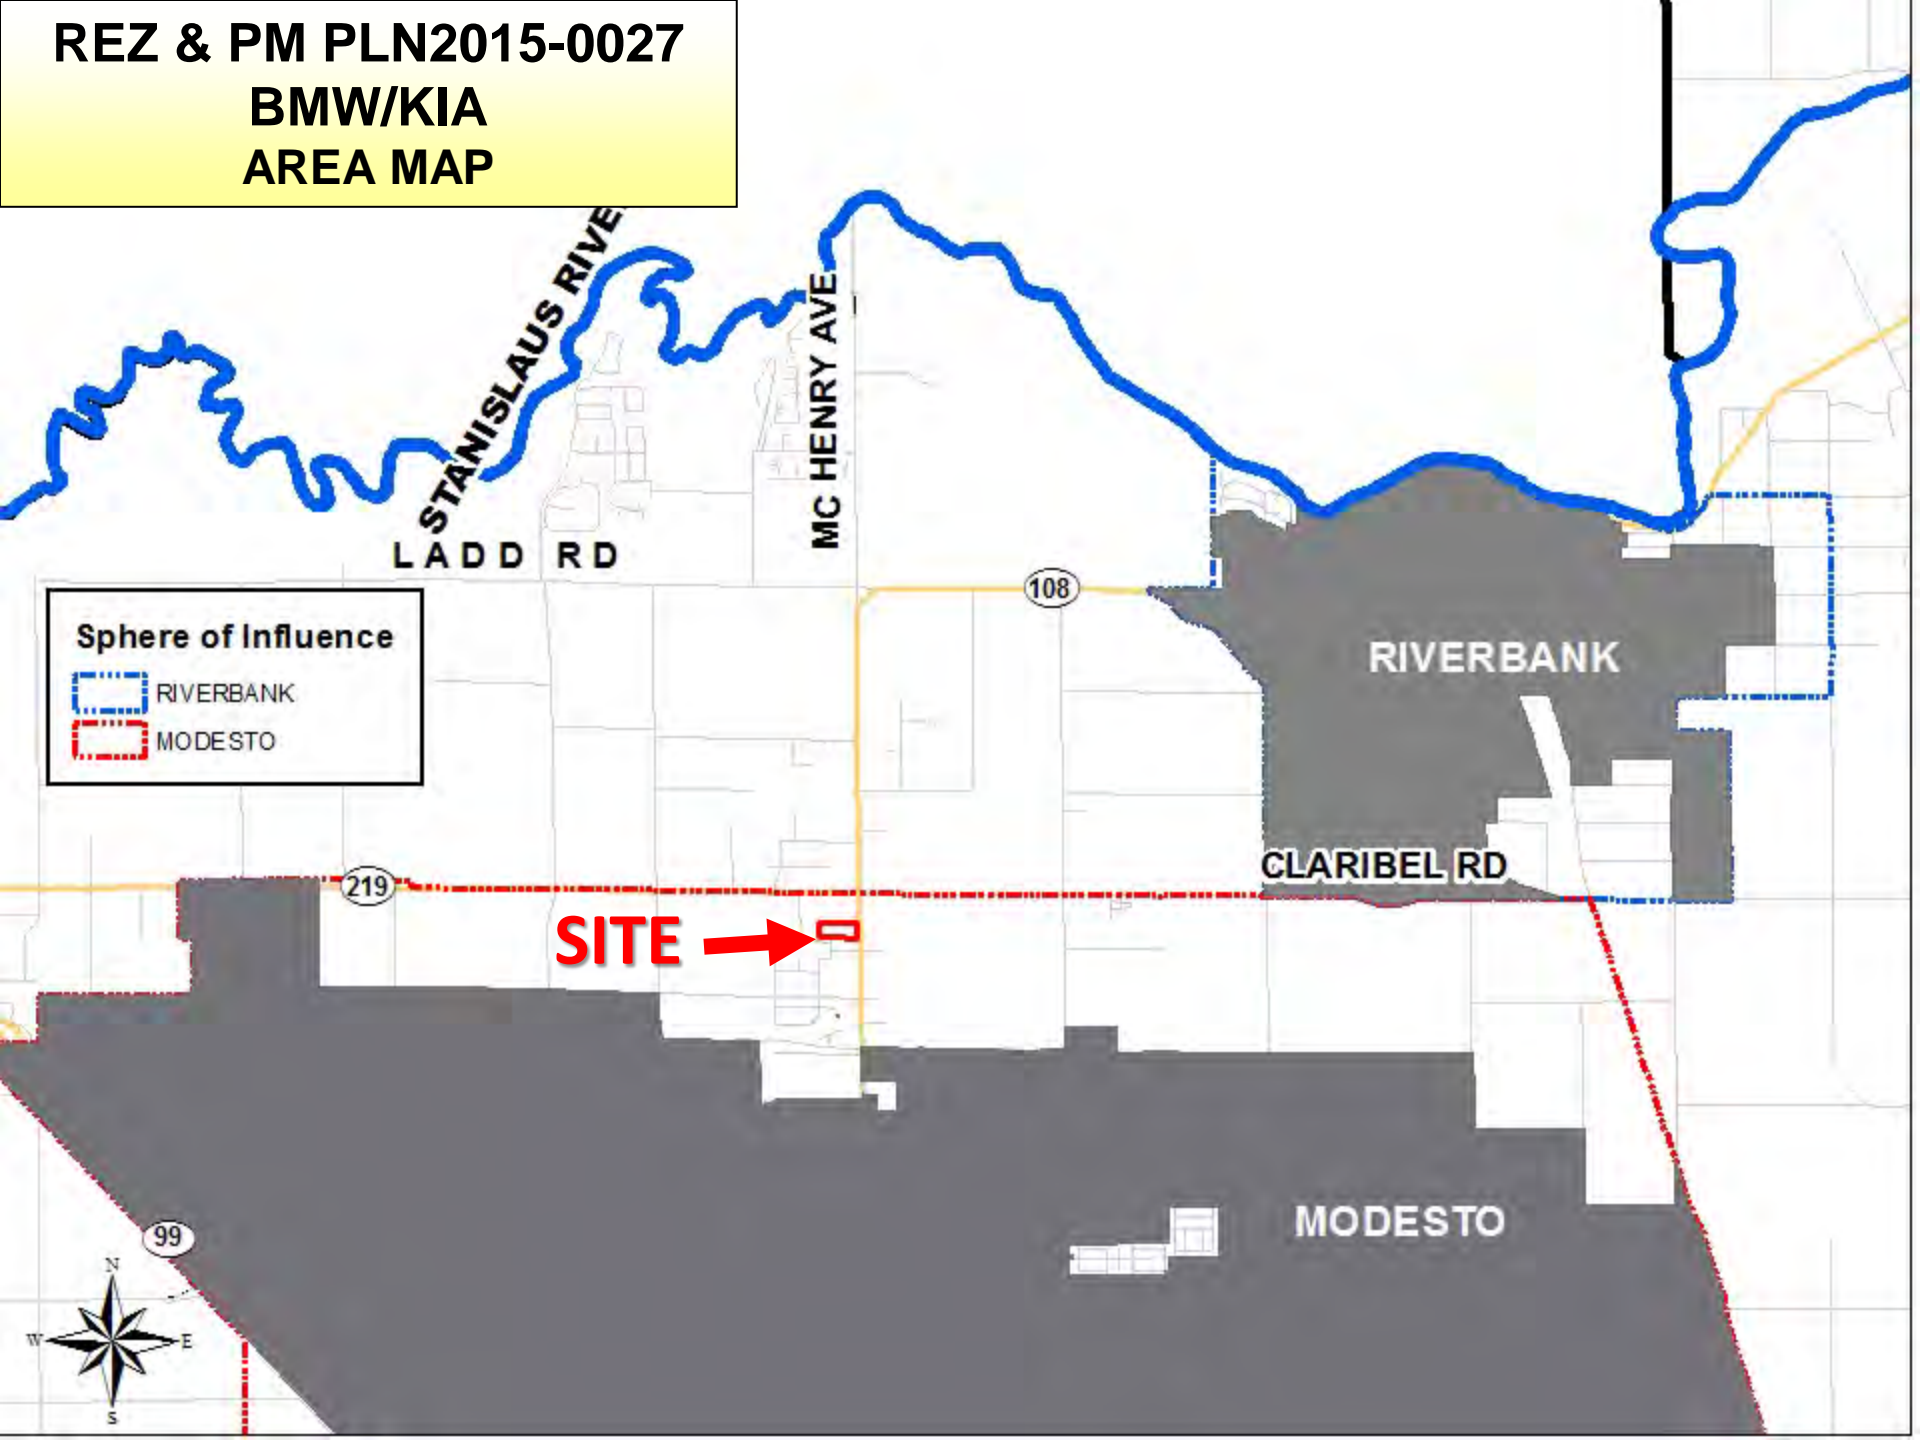 REZ & PM PLN2015-0027
BMW/KIA
AREA MAP
STANISLAUS RIVER
MC HENRY AVE
LADD RD
108
Sphere of Influence
RIVERBANK
MODESTO
RIVERBANK
CLARIBEL RD
219
SITE
MODESTO
99
N
W
E
S